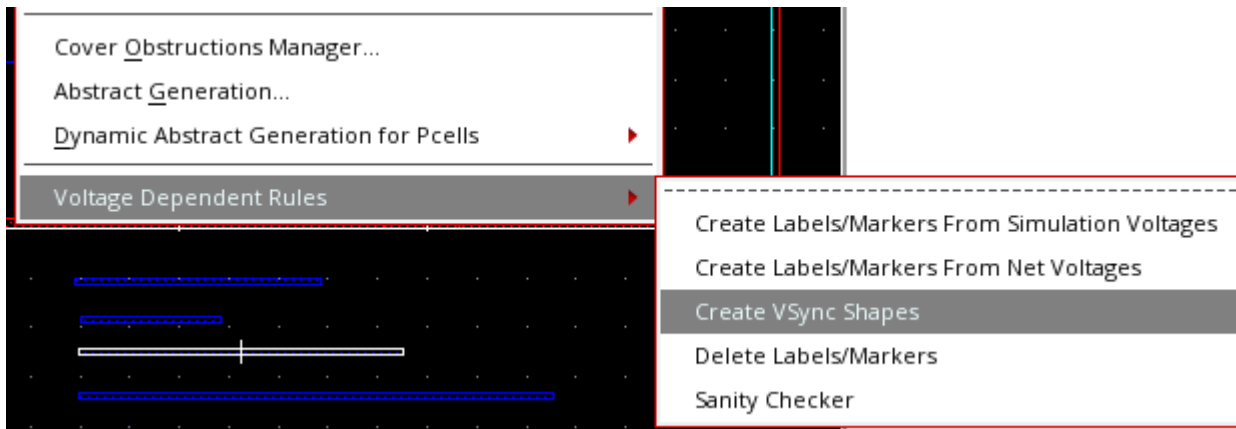 Cover Obstructions Manager...
Abstract Generation...
Dynamic Abstract Generation for Pcells
Voltage Dependent Rules
Create Labels/Markers From Simulation Voltages
Create Labels/Markers From Net Voltages
Create VSync Shapes
Delete Labels/Markers
Sanity Checker